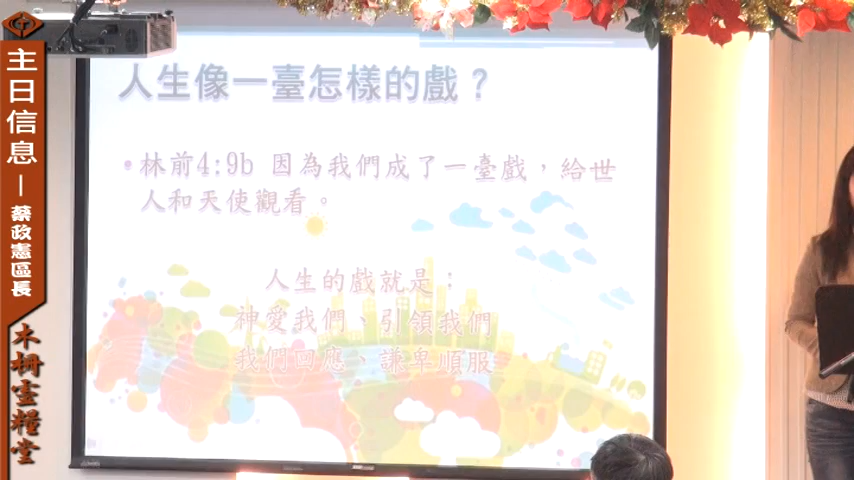 主日信息－蔡政憲區長
木柵靈糧堂
人生像一臺怎樣的戲？
•林前4:9b 因為我們成了一臺戲，給世
人和天使觀看。
人生的戲就是：
神愛我們、引領我們
我們回應、謙卑順服